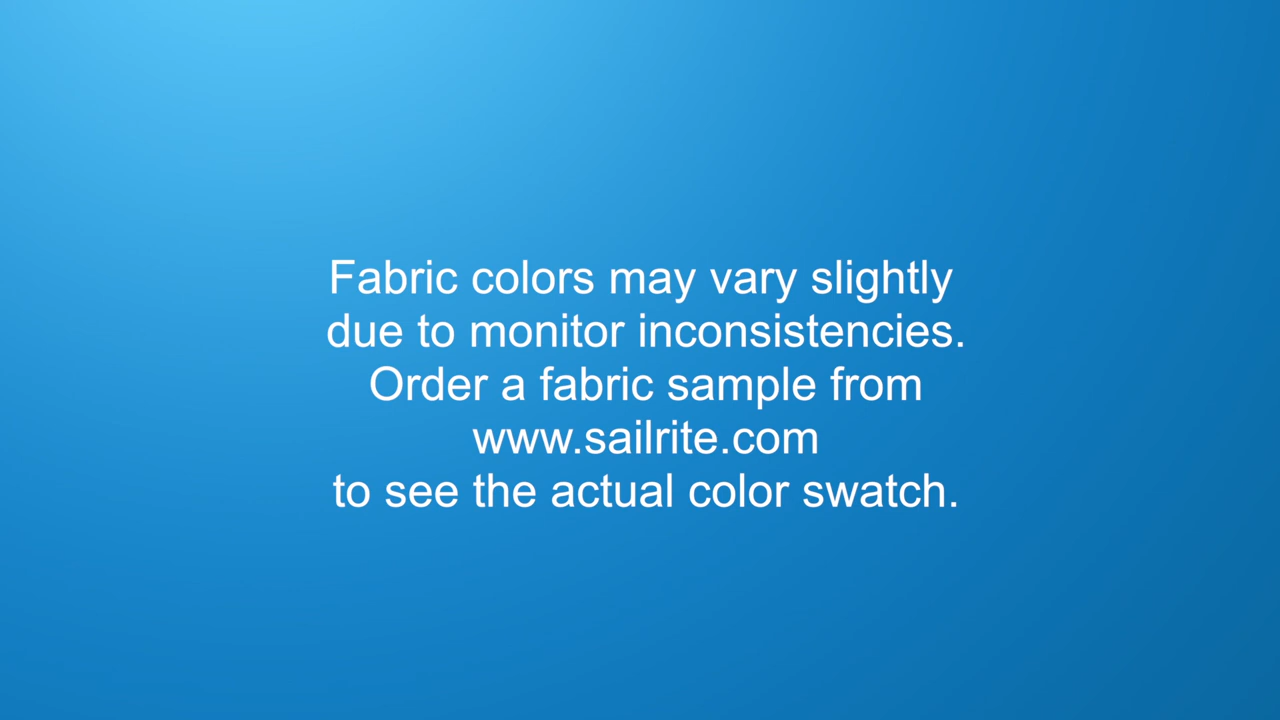 Fabric colors may vary slightly
due to monitor inconsistencies.
Order a fabric sample from
www.sailrite.com
to see the actual color swatch.